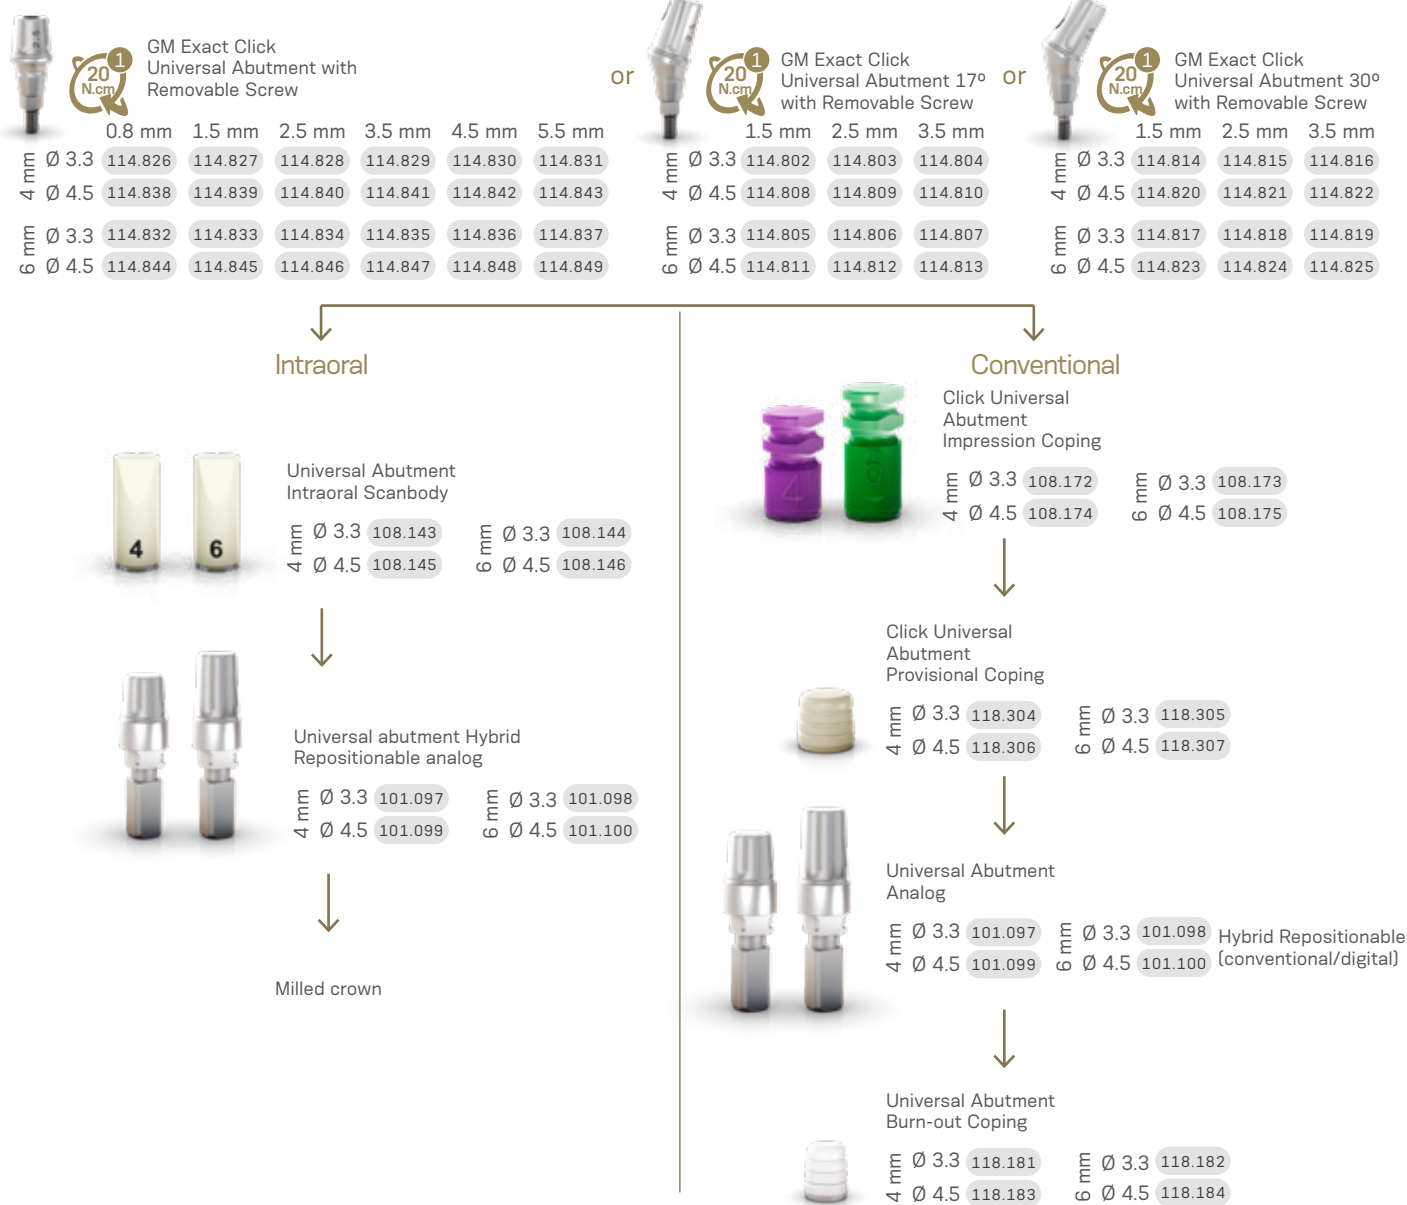 GM Exact Click
Universal Abutment with
Removable Screw
20
N.cm
1
0.8 mm 1.5 mm 2.5 mm 3.5 mm 4.5 mm 5.5 mm
4 mm
Ø 3.3 114.826 114.827 114.828 114.829 114.830 114.831
Ø 4.5 114.838 114.839 114.840 114.841 114.842 114.843
6 mm
Ø 3.3 114.832 114.833 114.834 114.835 114.836 114.837
Ø 4.5 114.844 114.845 114.846 114.847 114.848 114.849
or
GM Exact Click
Universal Abutment 17º
with Removable Screw
20
N.cm
1
1.5 mm 2.5 mm 3.5 mm
4 mm
Ø 3.3 114.802 114.803 114.804
Ø 4.5 114.808 114.809 114.810
6 mm
Ø 3.3 114.805 114.806 114.807
Ø 4.5 114.811 114.812 114.813
or
GM Exact Click
Universal Abutment 30º
with Removable Screw
20
N.cm
1
1.5 mm 2.5 mm 3.5 mm
4 mm
Ø 3.3 114.814 114.815 114.816
Ø 4.5 114.820 114.821 114.822
6 mm
Ø 3.3 114.817 114.818 114.819
Ø 4.5 114.823 114.824 114.825
Intraoral
4
6
Universal Abutment
Intraoral Scanbody
4 mm
Ø 3.3 108.143
Ø 4.5 108.145
6 mm
Ø 3.3 108.144
Ø 4.5 108.146
Universal abutment Hybrid
Repositionable analog
4 mm
Ø 3.3 101.097
Ø 4.5 101.099
6 mm
Ø 3.3 101.098
Ø 4.5 101.100
Milled crown
Conventional
4
6
Click Universal
Abutment
Impression Coping
4 mm
Ø 3.3 108.172
Ø 4.5 108.174
6 mm
Ø 3.3 108.173
Ø 4.5 108.175
Click Universal
Abutment
Provisional Coping
4 mm
Ø 3.3 118.304
Ø 4.5 118.306
6 mm
Ø 3.3 118.305
Ø 4.5 118.307
Universal Abutment
Analog
4 mm
Ø 3.3 101.097
Ø 4.5 101.099
6 mm
Ø 3.3 101.098
Ø 4.5 101.100
Hybrid Repositionable
(conventional/digital)
Universal Abutment
Burn-out Coping
4 mm
Ø 3.3 118.181
Ø 4.5 118.183
6 mm
Ø 3.3 118.182
Ø 4.5 118.184